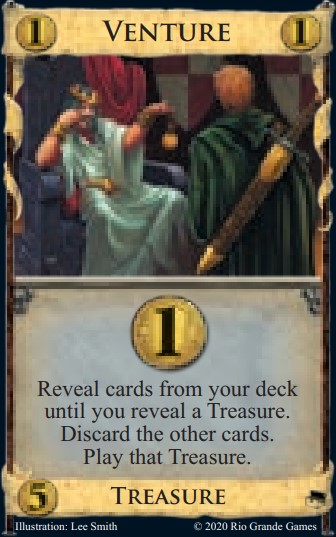 1 VENTURE 1
1
Reveal cards from your deck
until you reveal a Treasure.
Discard the other cards.
Play that Treasure.
5 TREASURE
Illustration: Lee Smith © 2020 Rio Grande Games